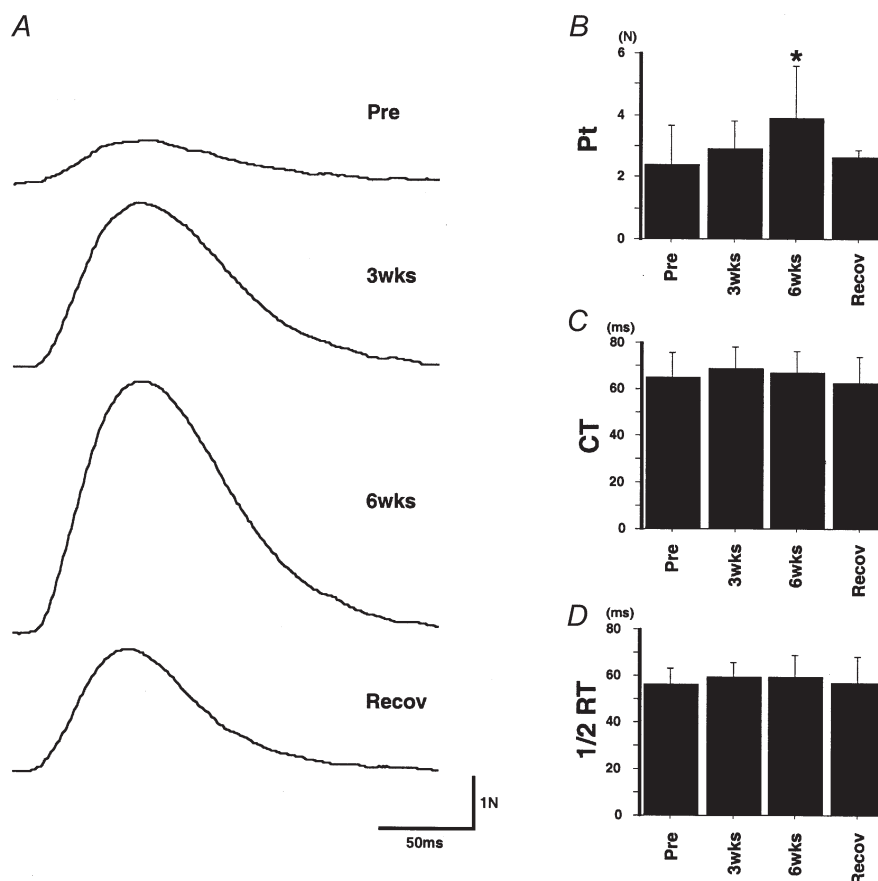 A
Pre
3wks
6wks
Recov
1N
50ms
B
(N)
6
4
2
0
Pt
*
Pre
3wks
6wks
Recov
C
(ms)
80
60
40
20
0
CT
Pre
3wks
6wks
Recov
D
(ms)
80
60
40
20
0
1/2 RT
Pre
3wks
6wks
Recov